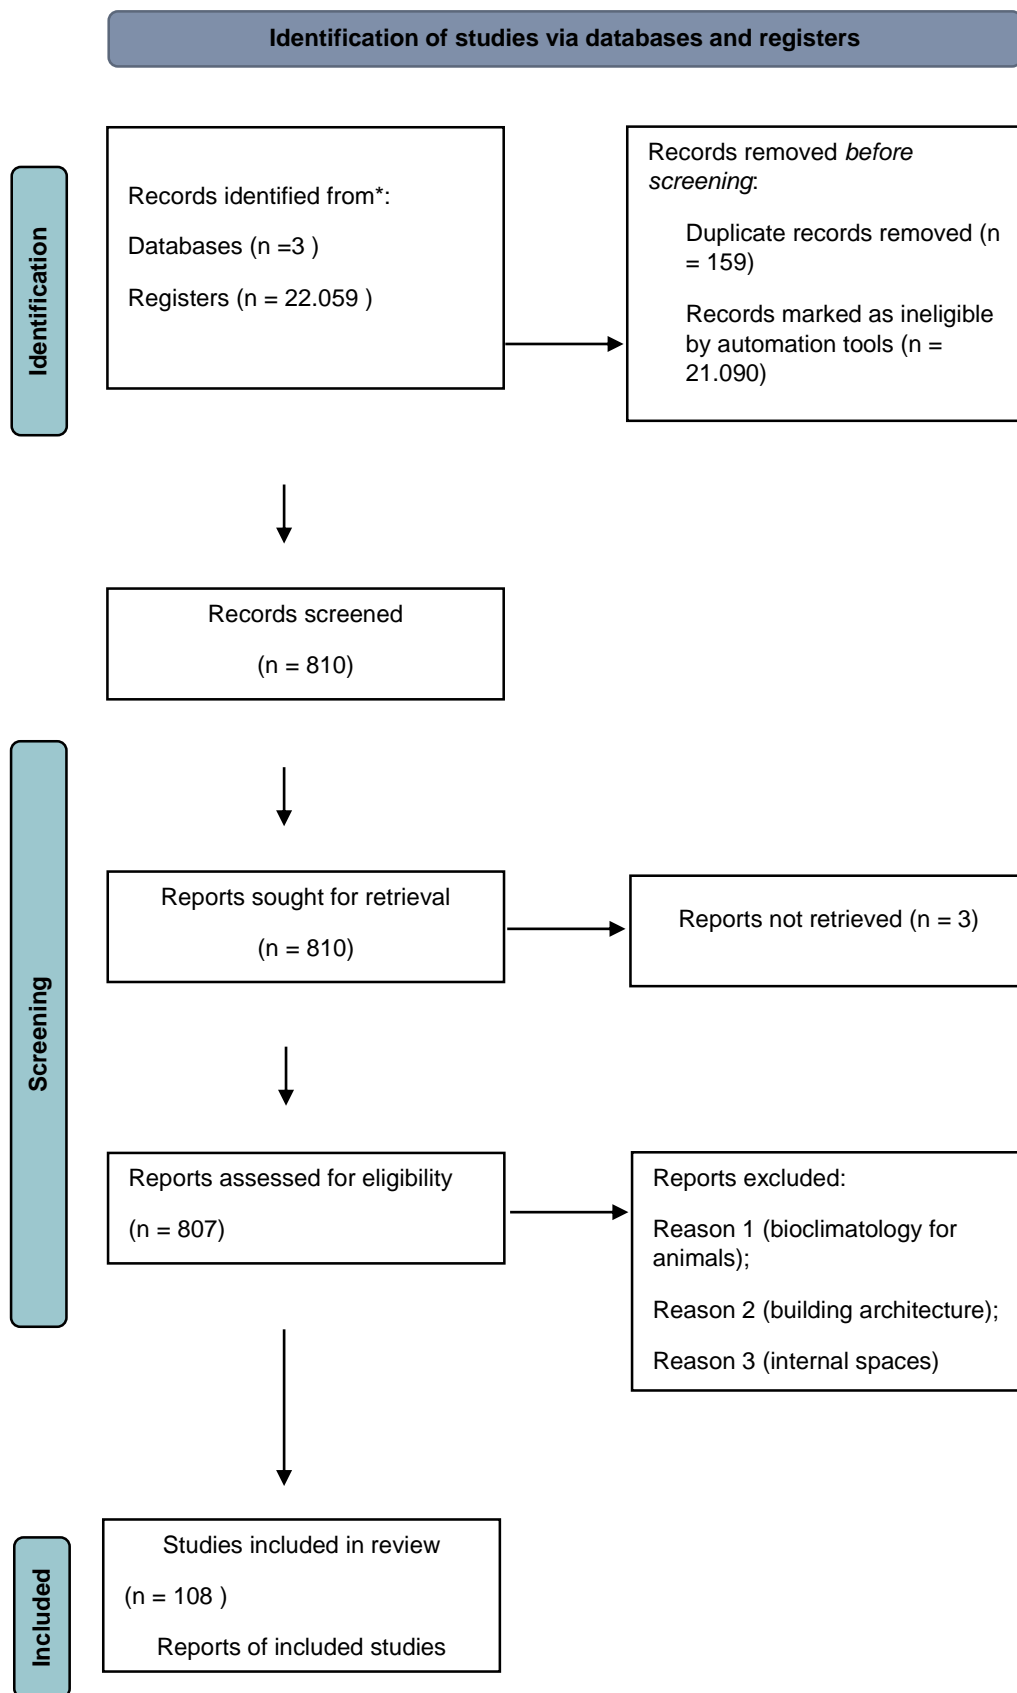 Identification of studies via databases and registers
Identification
Records identified from*:
Databases (n =3 )
Registers (n = 22.059 )
Records removed before
screening:
Duplicate records removed (n
= 159)
Records marked as ineligible
by automation tools (n =
21.090)
Records screened
(n = 810)
Screening
Reports sought for retrieval
(n = 810)
Reports not retrieved (n = 3)
Reports assessed for eligibility
(n = 807)
Reports excluded:
Reason 1 (bioclimatology for
animals);
Reason 2 (building architecture);
Reason 3 (internal spaces)
Included
Studies included in review
(n = 108 )
Reports of included studies